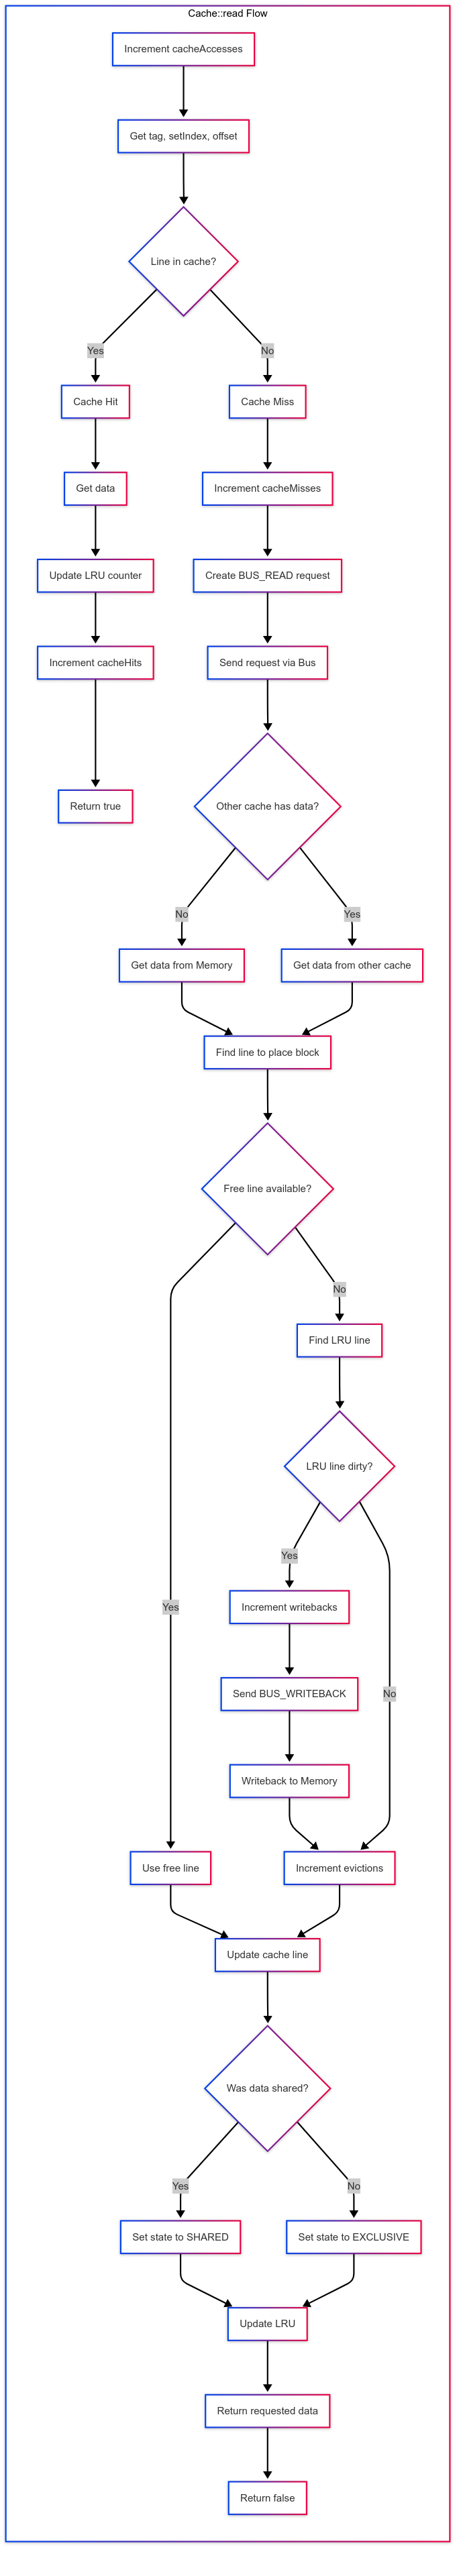 Cache::read Flow
Increment cacheAccesses
Get tag, setIndex, offset
Line in cache?
Yes
No
Cache Hit
Cache Miss
Get data
Increment cacheMisses
Update LRU counter
Create BUS_READ request
Increment cacheHits
Send request via Bus
Return true
Other cache has data?
No
Yes
Get data from Memory
Get data from other cache
Find line to place block
Free line available?
No
Find LRU line
LRU line dirty?
Yes
Increment writebacks
Yes
Send BUS_WRITEBACK
No
Writeback to Memory
Use free line
Increment evictions
Update cache line
Was data shared?
Yes
No
Set state to SHARED
Set state to EXCLUSIVE
Update LRU
Return requested data
Return false